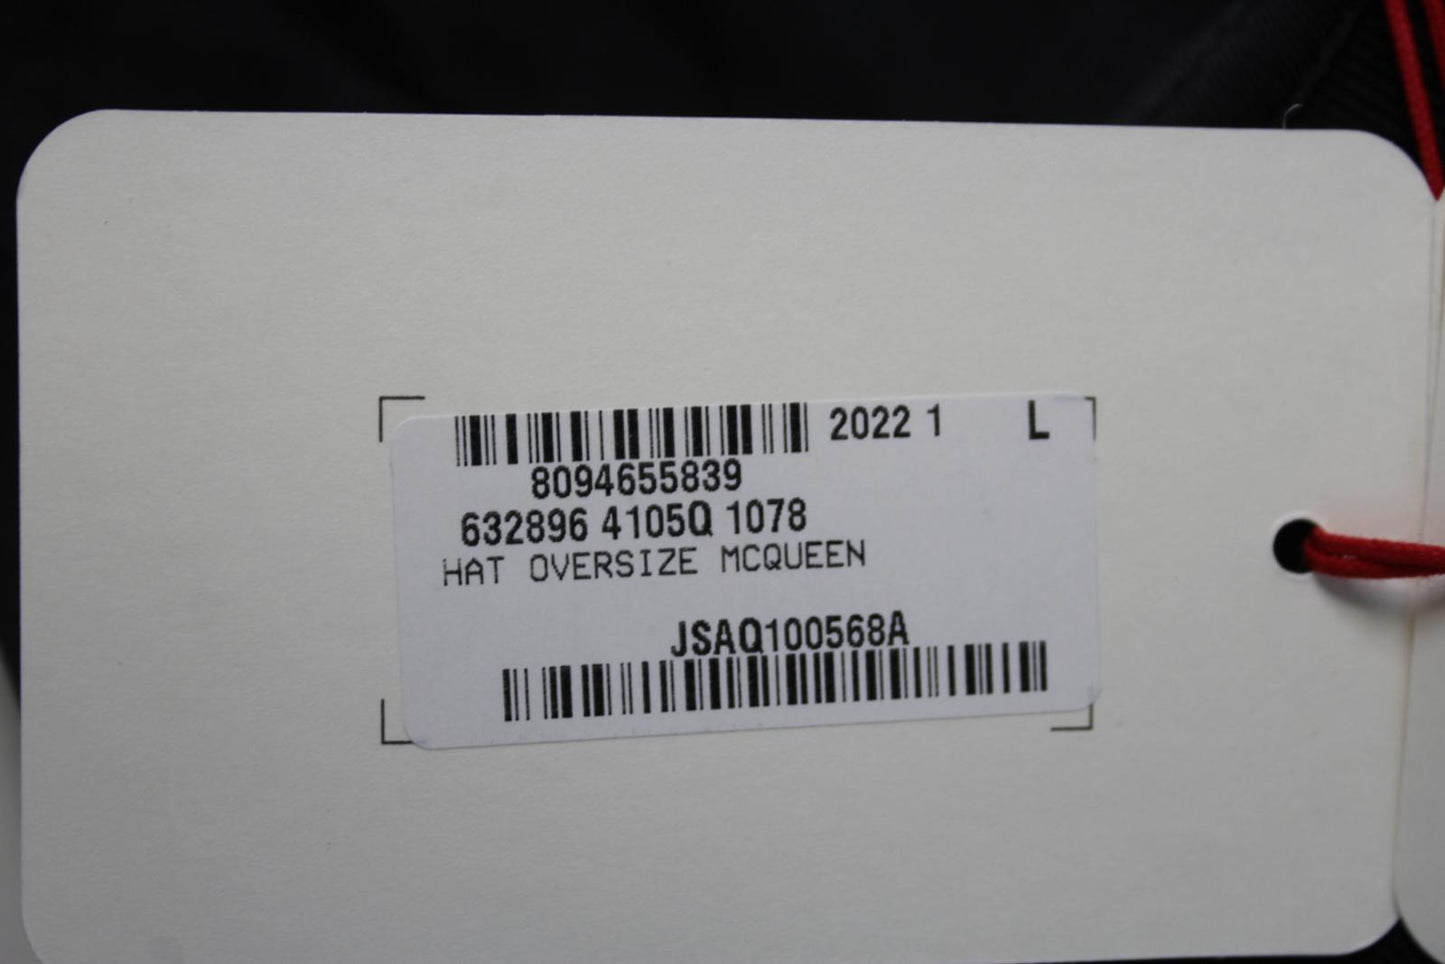 2022 1 L
8094655839
632896 4105Q 1078
HAT OVERSIZE MCQUEEN
JSAQ100568A